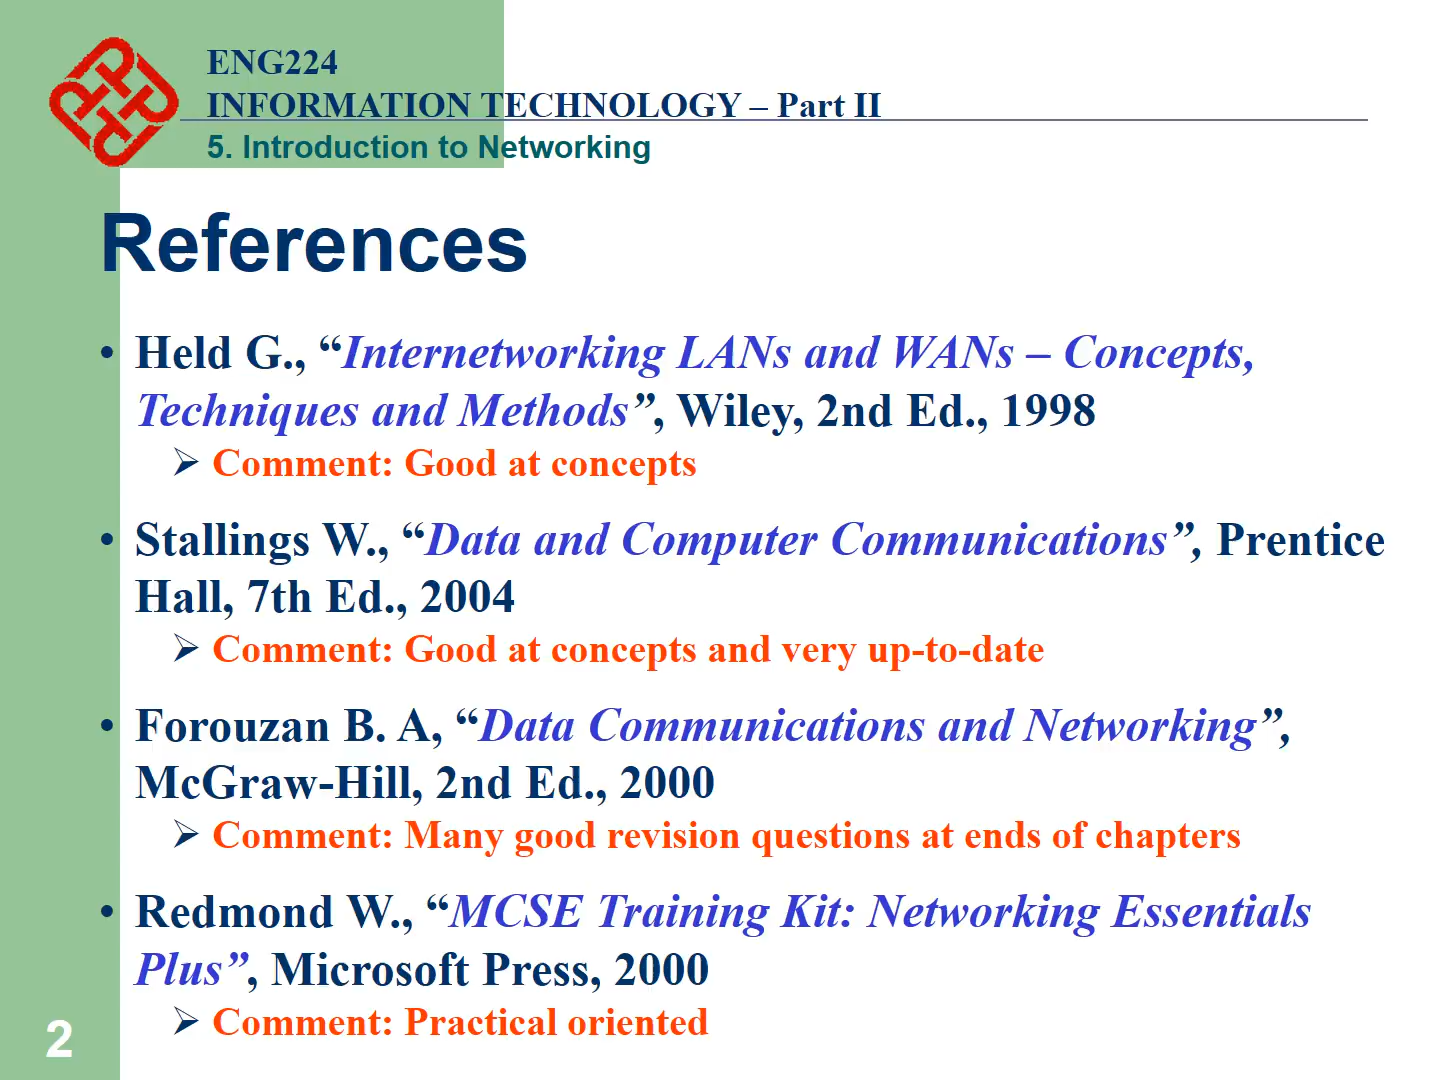 ENG224
INFORMATION TECHNOLOGY – Part II
5. Introduction to Networking
References
• Held G., “Internetworking LANs and WANs – Concepts,
Techniques and Methods”, Wiley, 2nd Ed., 1998
➢ Comment: Good at concepts
• Stallings W., “Data and Computer Communications”, Prentice
Hall, 7th Ed., 2004
➢ Comment: Good at concepts and very up-to-date
• Forouzan B. A, “Data Communications and Networking”,
McGraw-Hill, 2nd Ed., 2000
➢ Comment: Many good revision questions at ends of chapters
• Redmond W., “MCSE Training Kit: Networking Essentials
Plus”, Microsoft Press, 2000
➢ Comment: Practical oriented
2